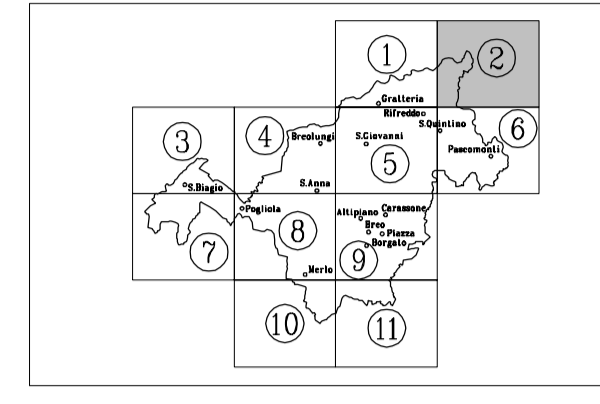 1
2
Gratteria
Rifreddo
S.Quintino
3
4
6
Breolungi
S.Giovanni
Pascomonti
5
S.Anna
S.Biagio
Pogliola
Altipiano
Carassone
8
Breo
Piazza
Borgato
7
9
Merlo
10
11